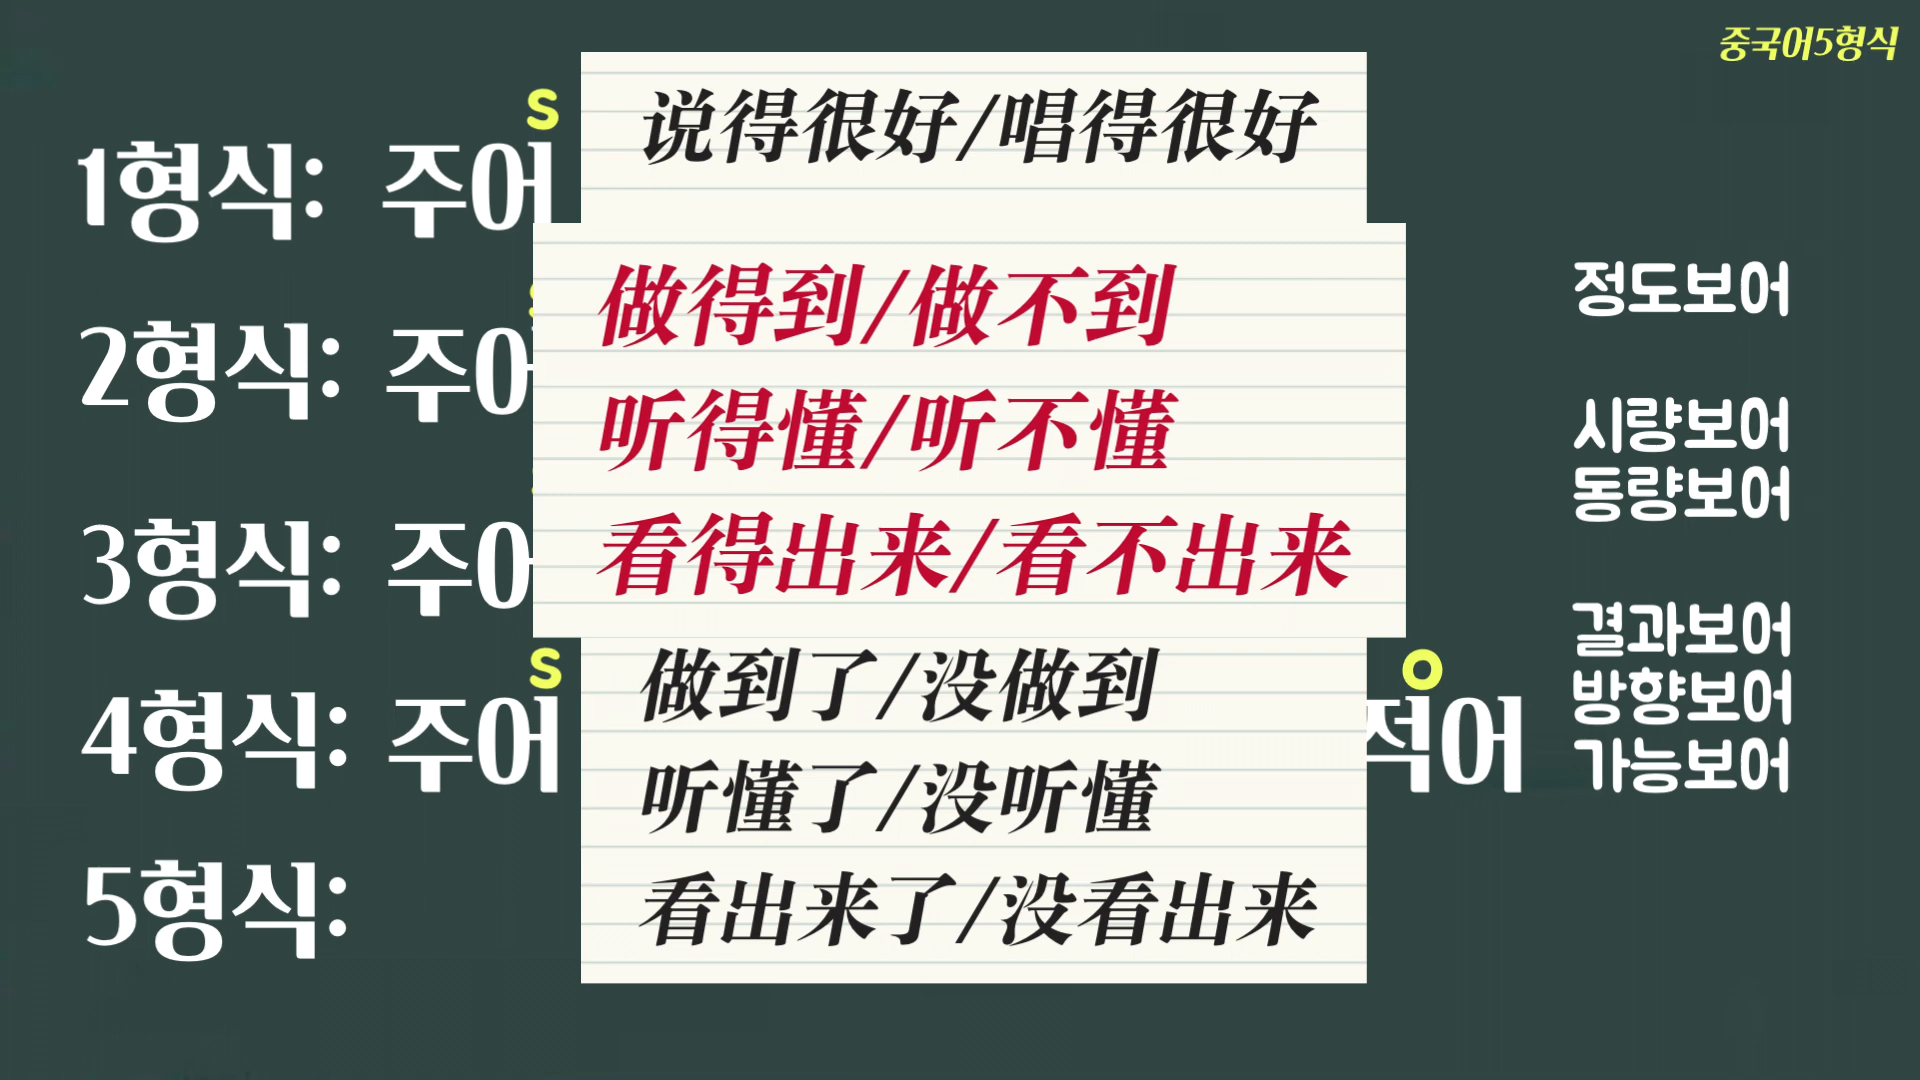 중국어5형식
S
1형식: 주어
说得很好/唱得很好
2형식: 주어
做得到/做不到
听得懂/听不懂
看得出来/看不出来
3형식: 주어
S
O
4형식: 주어
적어
做到了/没做到
听懂了/没听懂
看出来了/没看出来
5형식:
정도보어
시량보어
동량보어
결과보어
방향보어
가능보어